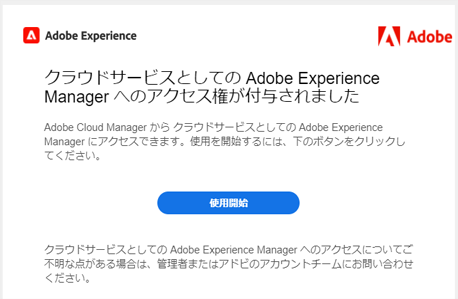 Adobe Experience
Adobe
クラウドサービスとしての Adobe Experience
Manager へのアクセス権が付与されました
Adobe Cloud Manager から クラウドサービスとしての Adobe Experience
Manager にアクセスできます。使用を開始するには、下のボタンをクリックし
てください。
使用開始
クラウドサービスとしての Adobe Experience Manager へのアクセスについてご
不明な点がある場合は、管理者またはアドビのアカウントチームにお問い合わせ
ください。